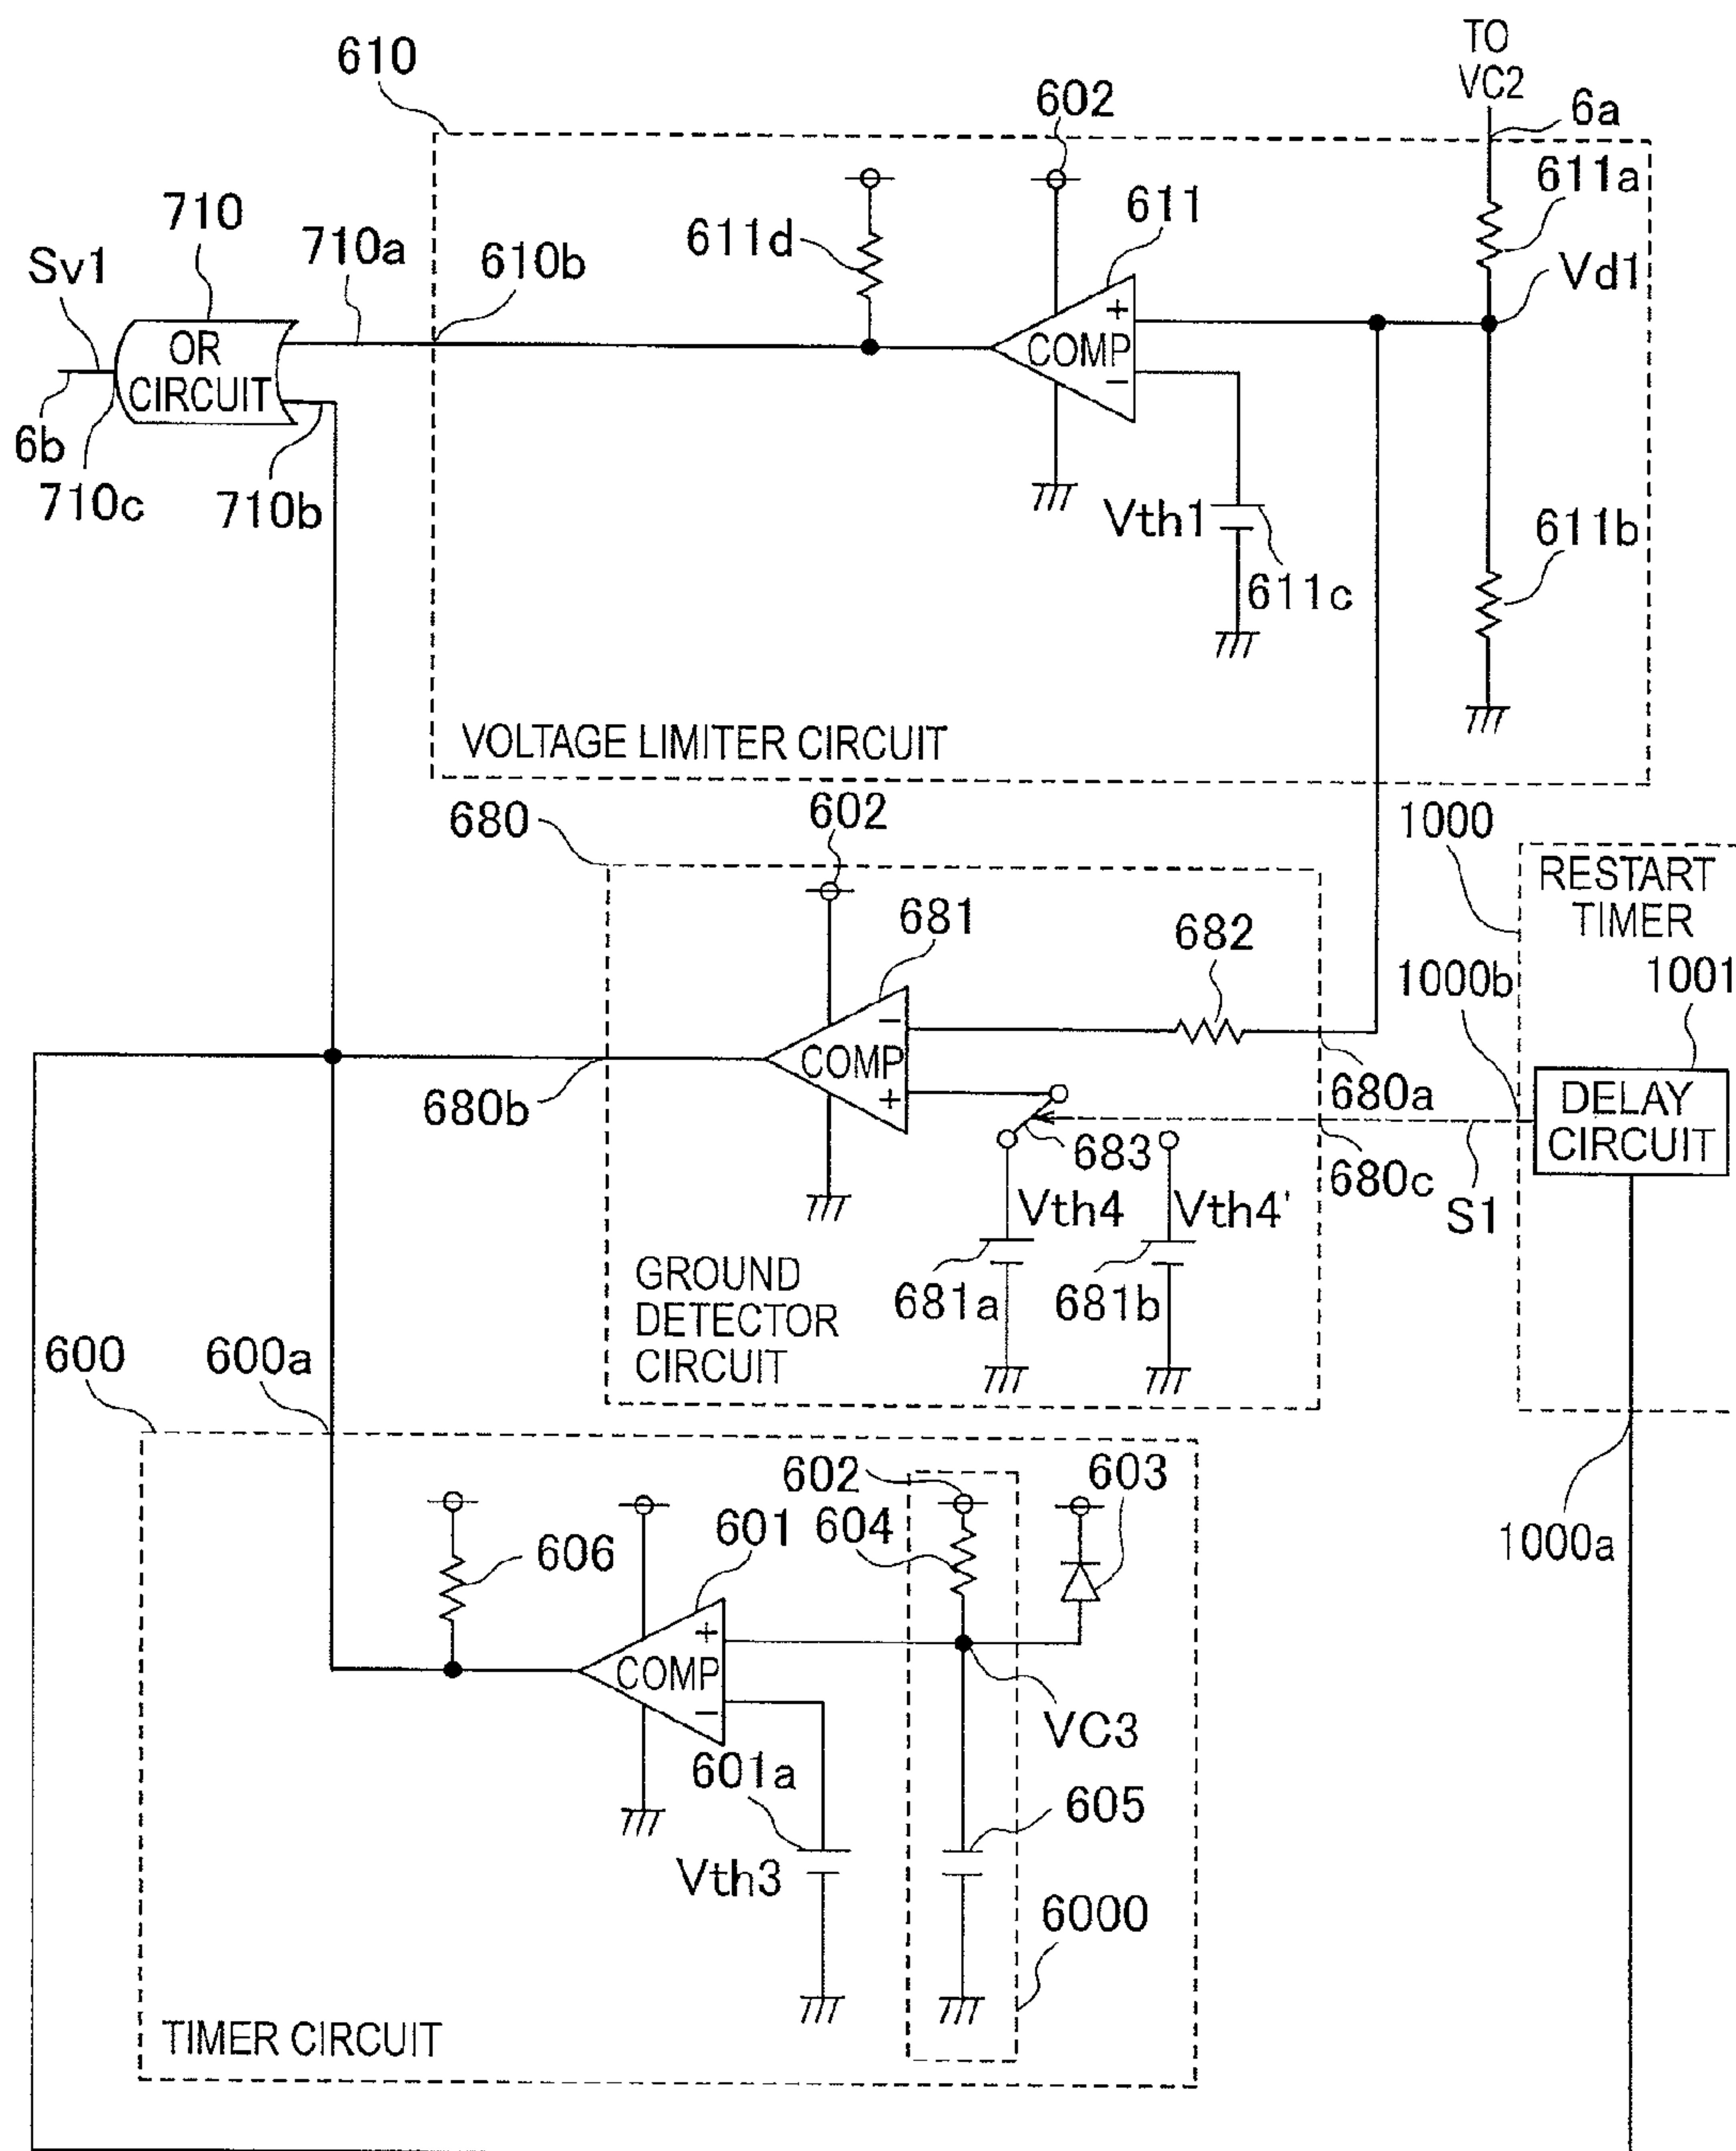 TO
VC2
610
602
6a
611a
710
710a
610b
611d
611
Vd1
Sv1
+
OR
CIRCUIT
COMP
−
6b
710c
710b
Vth1
611c
611b
VOLTAGE LIMITER CIRCUIT
680
602
1000
RESTART
TIMER
681
682
1000b
1001
−
COMP
+
680b
680a
DELAY
CIRCUIT
683
680c
S1
Vth4
Vth4'
681a
681b
GROUND
DETECTOR
CIRCUIT
600
600a
602
603
601
604
606
1000a
+
COMP
−
VC3
601a
605
Vth3
6000
TIMER CIRCUIT